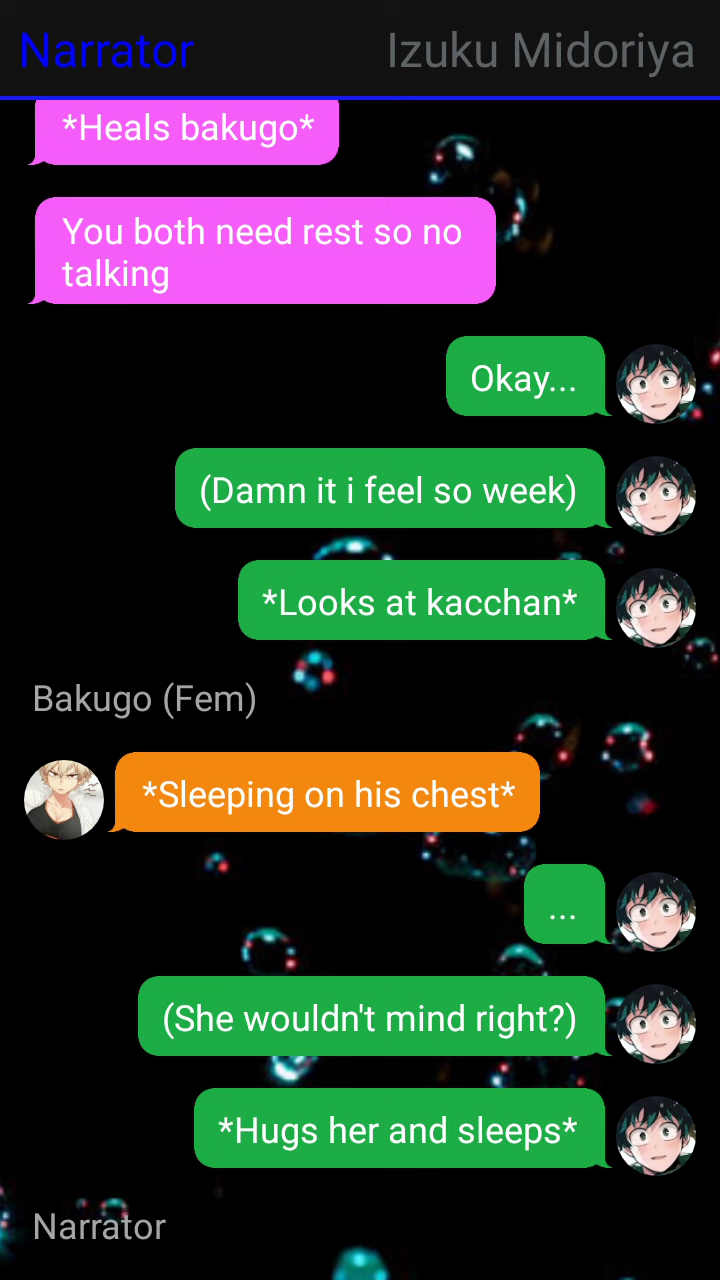 Narrator
Izuku Midoriya
*Heals bakugo*
You both need rest so no
talking
Okay...
(Damn it i feel so week)
*Looks at kacchan*
Bakugo (Fem)
*Sleeping on his chest*
...
(She wouldn't mind right?)
*Hugs her and sleeps*
Narrator